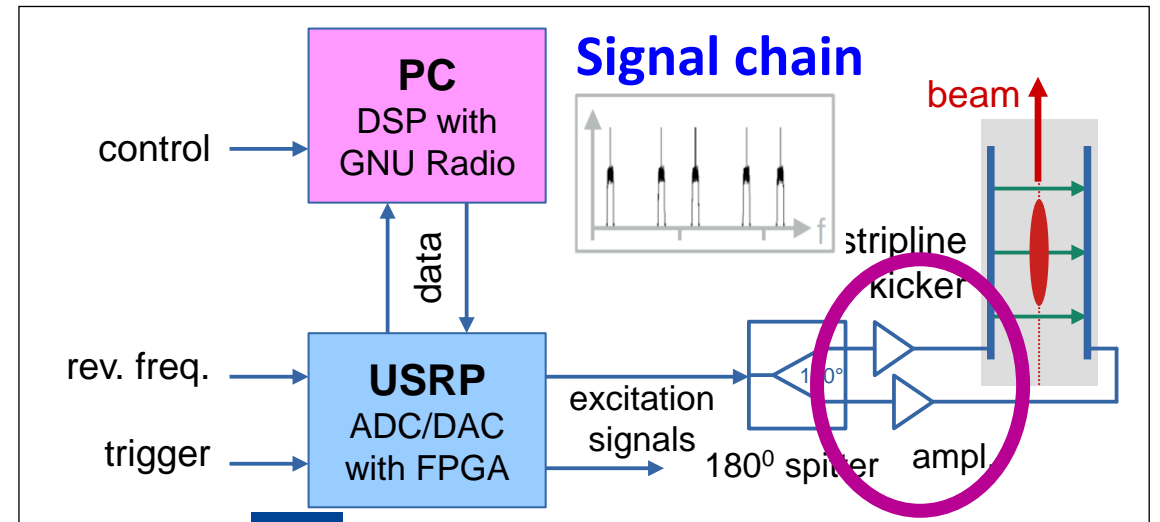 Signal chain
PC
DSP with
GNU Radio
control
data
beam
f
stripline
kicker
rev. freq.
trigger
USRP
ADC/DAC
with FPGA
excitation
signals
180⁰ spitter
ampl.